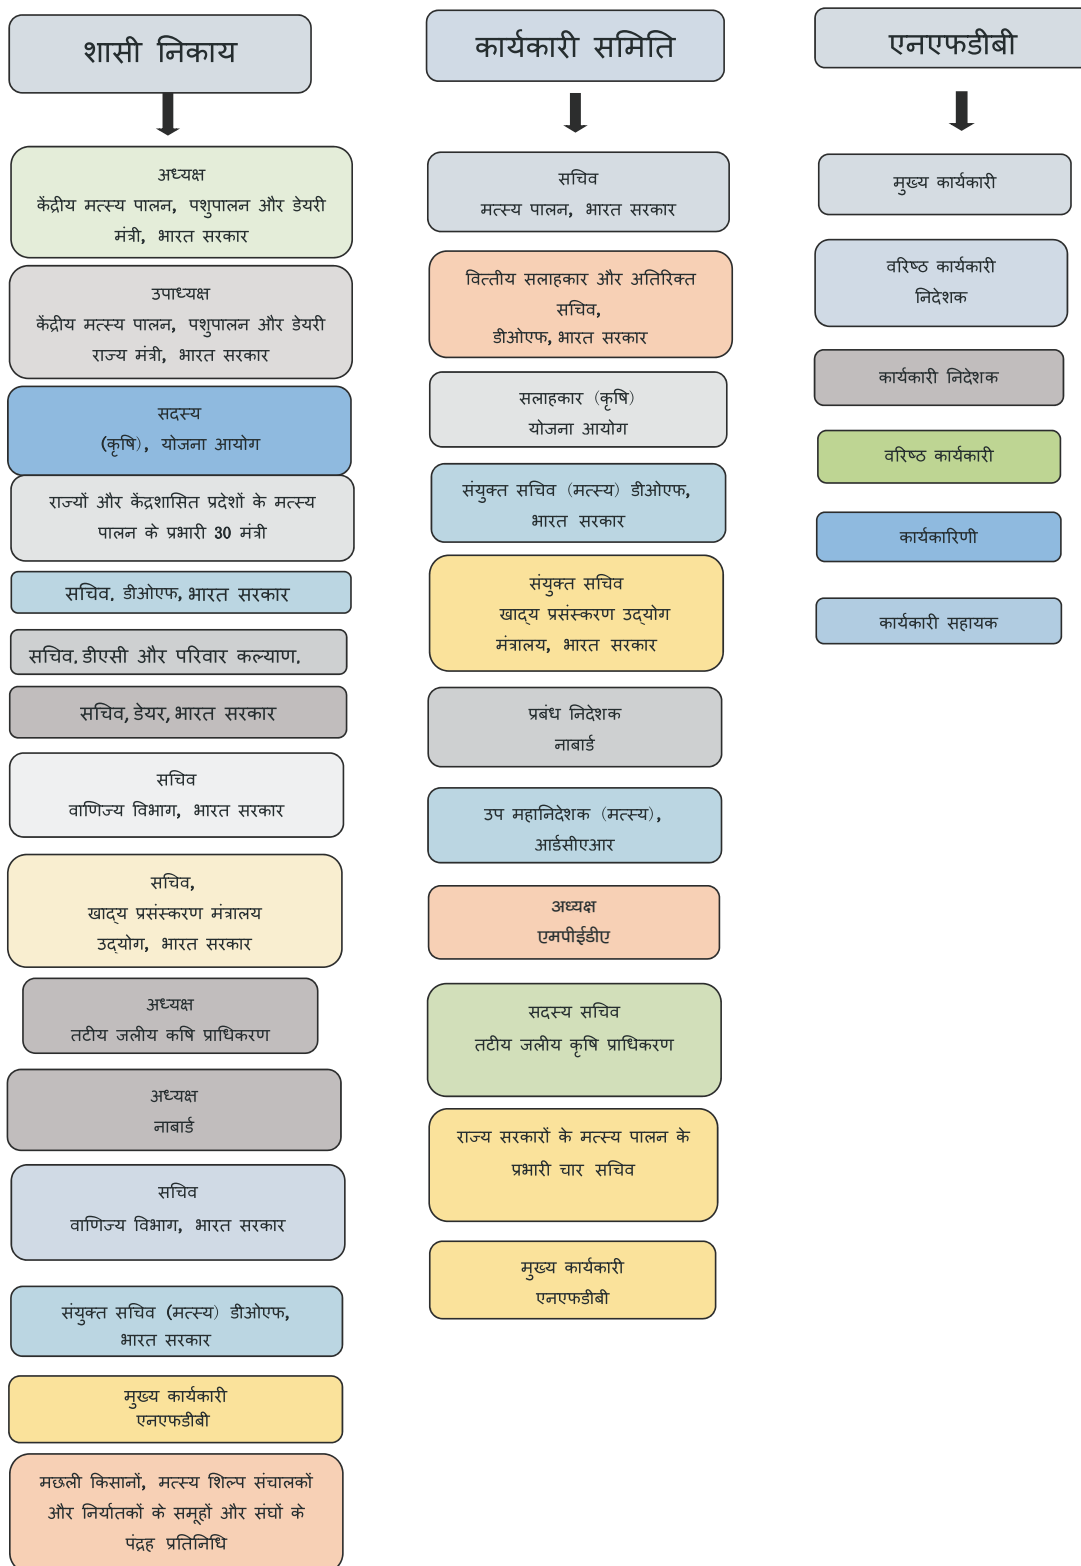 शासी निकाय
अध्यक्ष
केंद्रीय मत्स्य पालन, पशुपालन और डेयरी
मंत्री, भारत सरकार
उपाध्यक्ष
केंद्रीय मत्स्य पालन, पशुपालन और डेयरी
राज्य मंत्री, भारत सरकार
सदस्य
(कृषि), योजना आयोग
राज्यों और केंद्रशासित प्रदेशों के मत्स्य
पालन के प्रभारी 30 मंत्री
सचिव, डीओएफ, भारत सरकार
सचिव, डीएसी और परिवार कल्याण,
सचिव, डेयर, भारत सरकार
सचिव
वाणिज्य विभाग, भारत सरकार
सचिव,
खाद्य प्रसंस्करण मंत्रालय
उद्योग, भारत सरकार
अध्यक्ष
तटीय जलीय कषि प्राधिकरण
अध्यक्ष
नाबार्ड
सचिव
वाणिज्य विभाग, भारत सरकार
संयुक्त सचिव (मत्स्य) डीओएफ,
भारत सरकार
मुख्य कार्यकारी
एनएफडीबी
मछली किसानों, मत्स्य शिल्प संचालकों
और निर्यातकों के समूहों और संघों के
पंद्रह प्रतिनिधि
कार्यकारी समिति
सचिव
मत्स्य पालन, भारत सरकार
वित्तीय सलाहकार और अतिरिक्त
सचिव,
डीओएफ, भारत सरकार
सलाहकार (कृषि)
योजना आयोग
संयुक्त सचिव (मत्स्य) डीओएफ,
भारत सरकार
संयुक्त सचिव
खाद्य प्रसंस्करण उद्योग
मंत्रालय, भारत सरकार
प्रबंध निदेशक
नाबार्ड
उप महानिदेशक (मत्स्य),
आईसीएआर
अध्यक्ष
एमपीईडीए
सदस्य सचिव
तटीय जलीय कृषि प्राधिकरण
राज्य सरकारों के मत्स्य पालन के
प्रभारी चार सचिव
मुख्य कार्यकारी
एनएफडीबी
एनएफडीबी
मुख्य कार्यकारी
वरिष्ठ कार्यकारी
निदेशक
कार्यकारी निदेशक
वरिष्ठ कार्यकारी
कार्यकारिणी
कार्यकारी सहायक